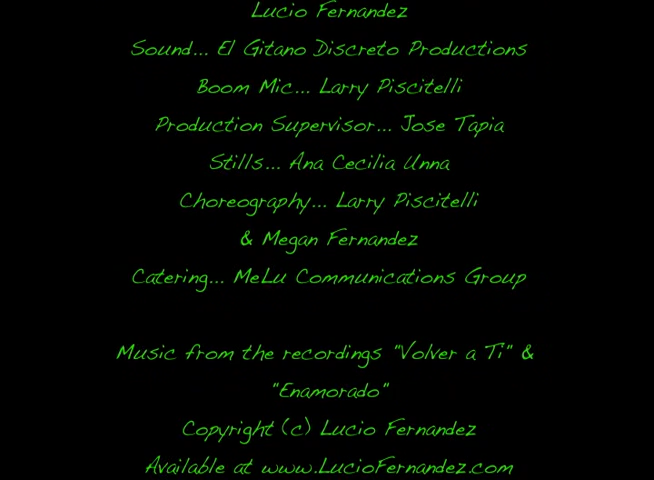 Lucio Fernandez
Sound... El Gitano Discreto Productions
Boom Mic... Larry Piscitelli
Production Supervisor... Jose Tapia
Stills... Ana Cecilia Unna
Choreography... Larry Piscitelli
& Megan Fernandez
Catering... MeLu Communications Group
Music from the recordings "Volver a Ti" &
"Enamorado"
Copyright (c) Lucio Fernandez
Available at www.LucioFernandez.com